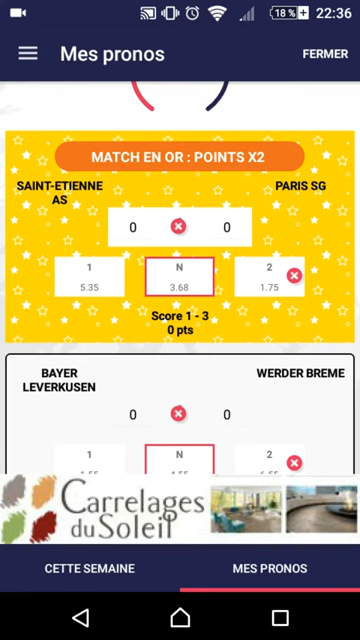 18 % 22:36
Mes pronos FERMER
MATCH EN OR : POINTS X2
SAINT-ETIENNE AS PARIS SG
0 0
1 N 2
5.35 3.68 1.75
Score 1 - 3
0 pts
BAYER LEVERKUSEN WERDER BREME
0 0
1 N 2
Carrelages
du Soleil
CETTE SEMAINE MES PRONOS